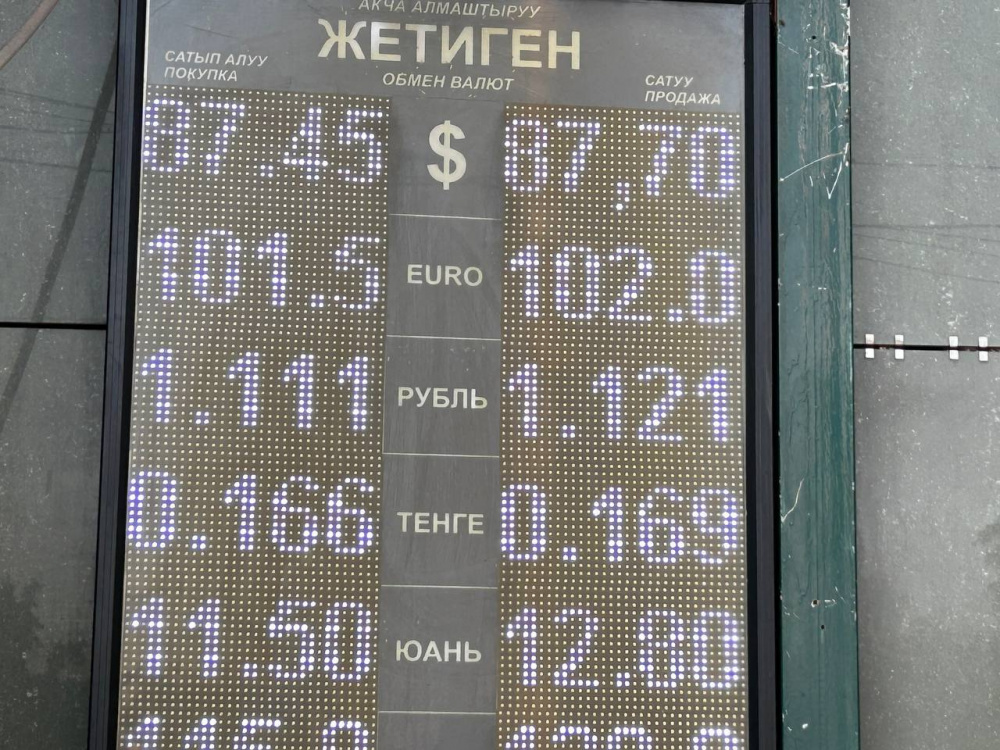 АКЧА АЛМАШТЫРУУ
ЖЕТИГЕН
ОБМЕН ВАЛЮТ
САТЫП АЛУУ
ПОКУПКА
САТУУ
ПРОДАЖА
87.45 $ 87,70
101.5 EURO 102.0
1.111 РУБЛЬ 1.121
0.166 ТЕНГЕ 0.169
11.50 ЮАНЬ 12.80